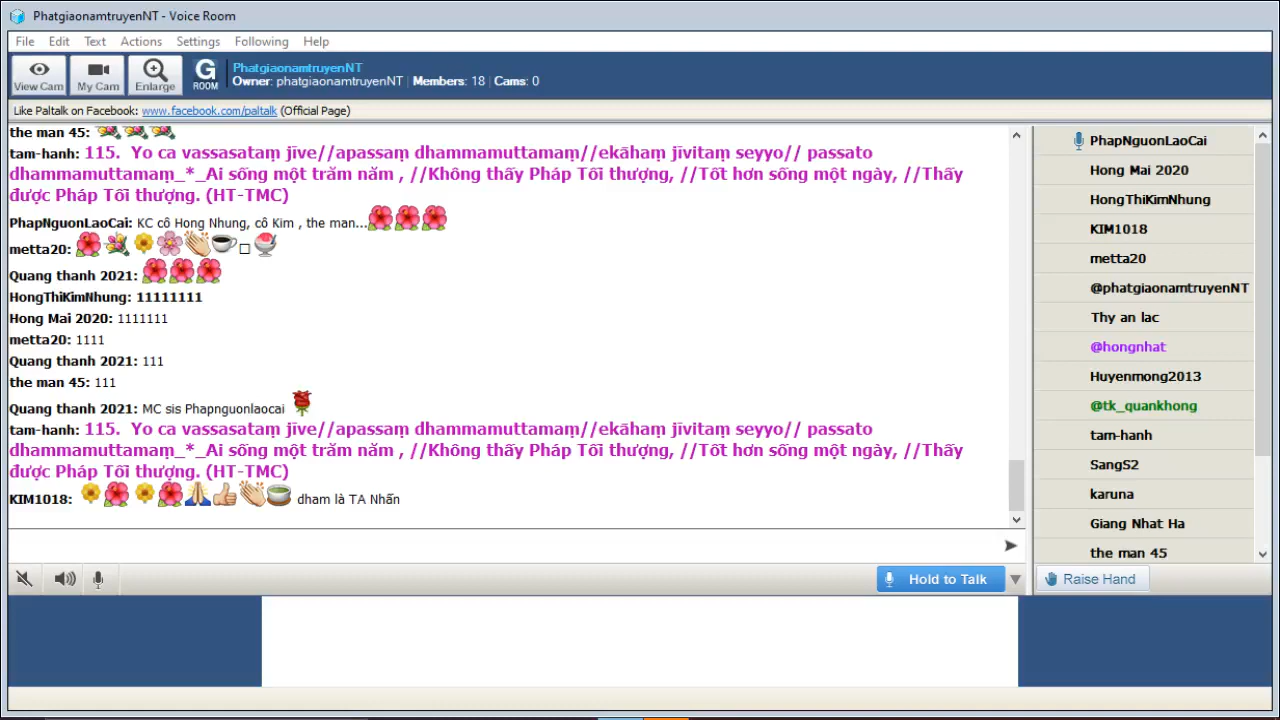 PhatgiaonamtruyenNT - Voice Room
File Edit Text Actions Settings Following Help
View Cam My Cam Enlarge G ROOM
PhatgiaonamtruyenNT
Owner: phatgiaonamtruyenNT Members: 18 Cams: 0
Like Paltalk on Facebook: www.facebook.com/paltalk (Official Page)
the man 45:
tam-hanh: 115. Yo ca vassasataṃ jīve//apassaṃ dhammamuttamaṃ//ekāhaṃ jīvitaṃ seyyo// passato
dhammamuttamaṃ_*_Ai sống một trăm năm , //Không thấy Pháp Tối thượng, //Tốt hơn sống một ngày, //Thấy
được Pháp Tối thượng. (HT-TMC)
PhapNguonLaoCai: KC cô Hong Nhung, cô Kim , the man...
metta20:
Quang thanh 2021:
HongThiKimNhung: 11111111
Hong Mai 2020: 1111111
metta20: 1111
Quang thanh 2021: 111
the man 45: 111
Quang thanh 2021: MC sis Phapnguonlaocai
tam-hanh: 115. Yo ca vassasataṃ jīve//apassaṃ dhammamuttamaṃ//ekāhaṃ jīvitaṃ seyyo// passato
dhammamuttamaṃ_*_Ai sống một trăm năm , //Không thấy Pháp Tối thượng, //Tốt hơn sống một ngày, //Thấy
được Pháp Tối thượng. (HT-TMC)
KIM1018: dham là TA Nhấn
Hold to Talk
PhapNguonLaoCai
Hong Mai 2020
HongThiKimNhung
KIM1018
metta20
@phatgiaonamtruyenNT
Thy an lac
@hongnhat
Huyenmong2013
@tk_quankhong
tam-hanh
SangS2
karuna
Giang Nhat Ha
the man 45
Raise Hand